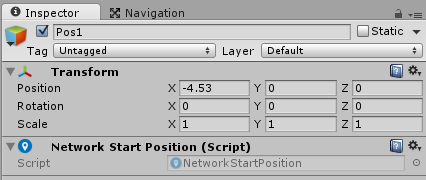 Inspector Navigation
Pos1 Static
Tag Untagged Layer Default
Transform
Position X -4.53 Y 0 Z 0
Rotation X 0 Y 0 Z 0
Scale X 1 Y 1 Z 1
Network Start Position (Script)
Script NetworkStartPosition